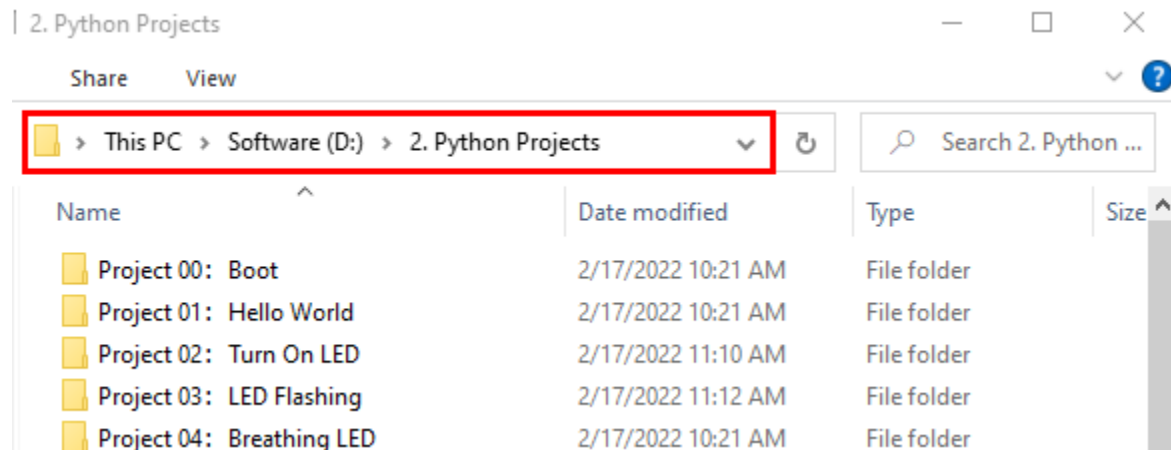 2. Python Projects
Share View
?
This PC > Software (D:) > 2. Python Projects
Search 2. Python ...
Name Date modified Type Size
Project 00：Boot 2/17/2022 10:21 AM File folder
Project 01：Hello World 2/17/2022 10:21 AM File folder
Project 02：Turn On LED 2/17/2022 11:10 AM File folder
Project 03：LED Flashing 2/17/2022 11:12 AM File folder
Project 04：Breathing LED 2/17/2022 10:21 AM File folder